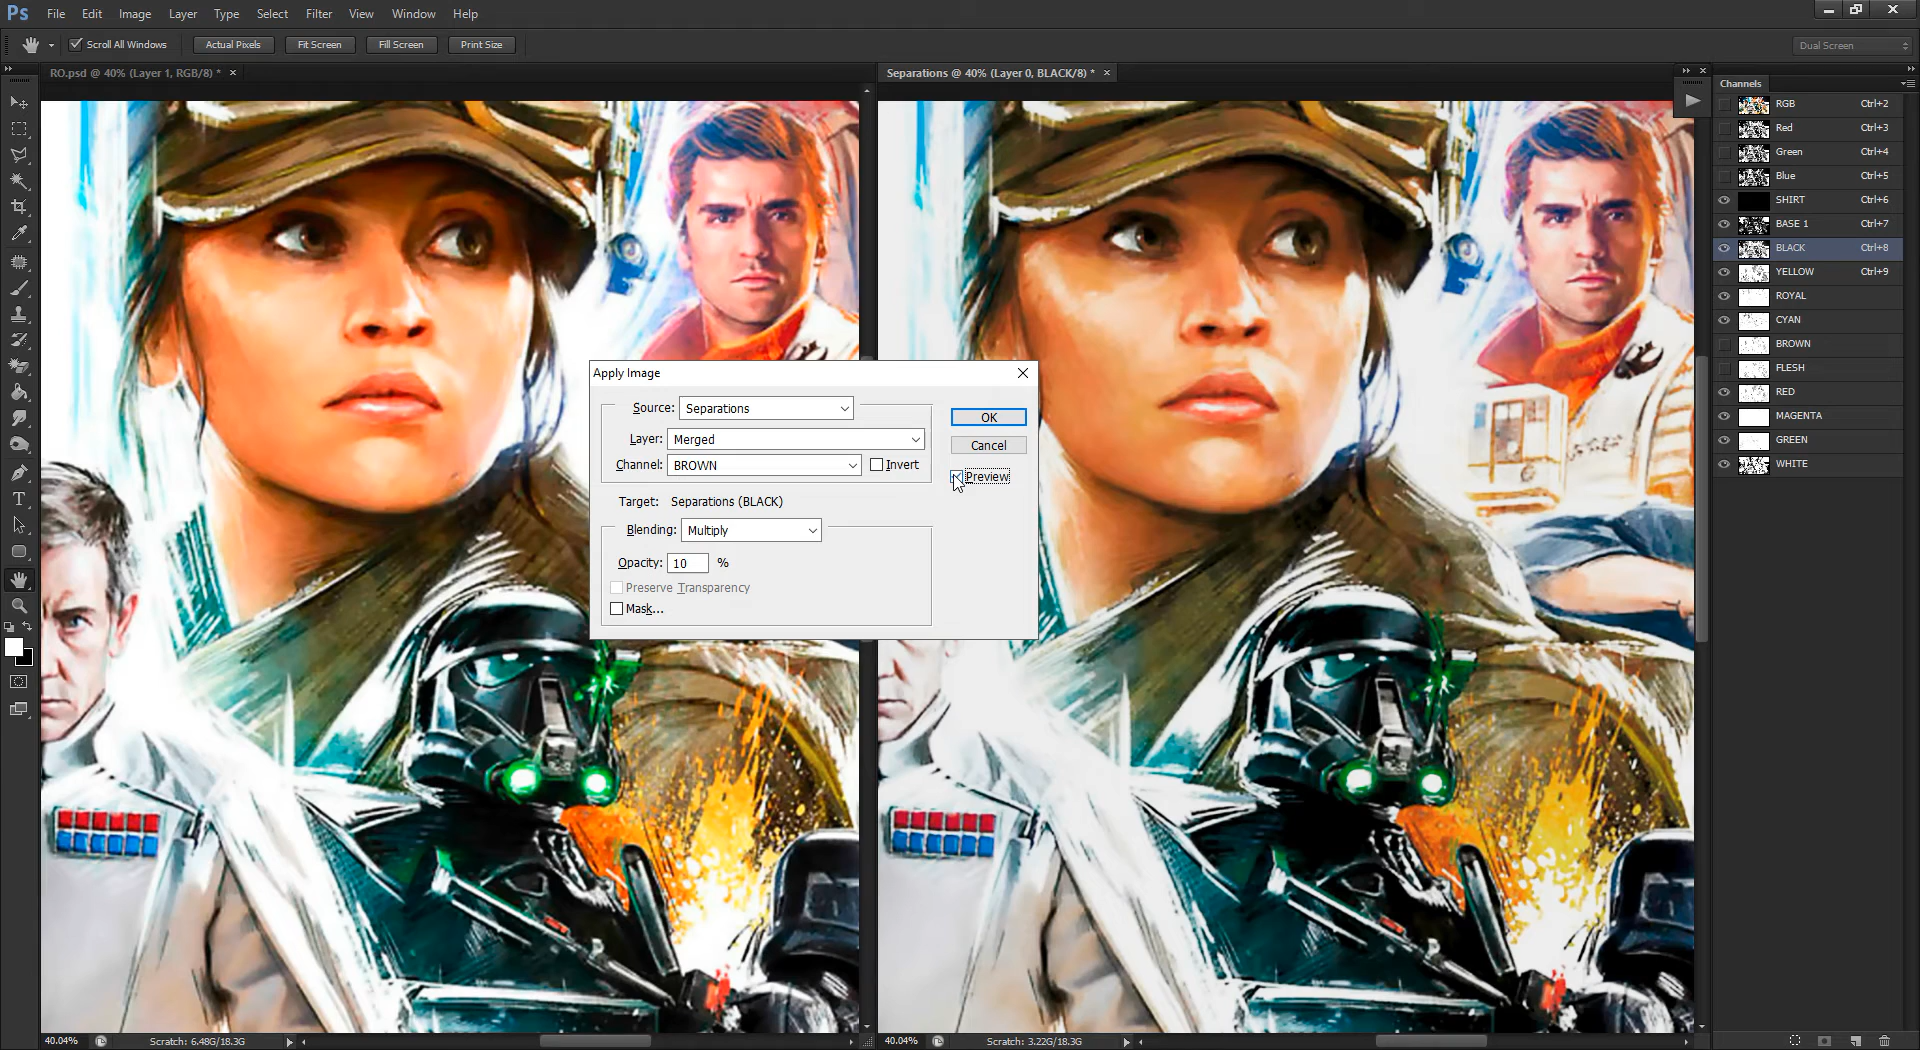 Ps File Edit Image Layer Type Select Filter View Window Help
Scroll All Windows Actual Pixels Fit Screen Fill Screen Print Size Dual Screen
RO.psd @ 40% (Layer 1, RGB/8) * ×
Separations @ 40% (Layer 0, BLACK/8) * ×
Channels
RGB Ctrl+2
Red Ctrl+3
Green Ctrl+4
Blue Ctrl+5
SHIRT Ctrl+6
BASE 1 Ctrl+7
BLACK Ctrl+8
YELLOW Ctrl+9
ROYAL
CYAN
BROWN
FLESH
RED
MAGENTA
GREEN
WHITE
Apply Image
Source: Separations
OK
Layer: Merged
Cancel
Channel: BROWN Invert
Preview
Target: Separations (BLACK)
Blending: Multiply
Opacity: 10 %
Preserve Transparency
Mask...
T
40.04% Scratch: 6.48G/18.3G
40.04% Scratch: 3.22G/18.3G